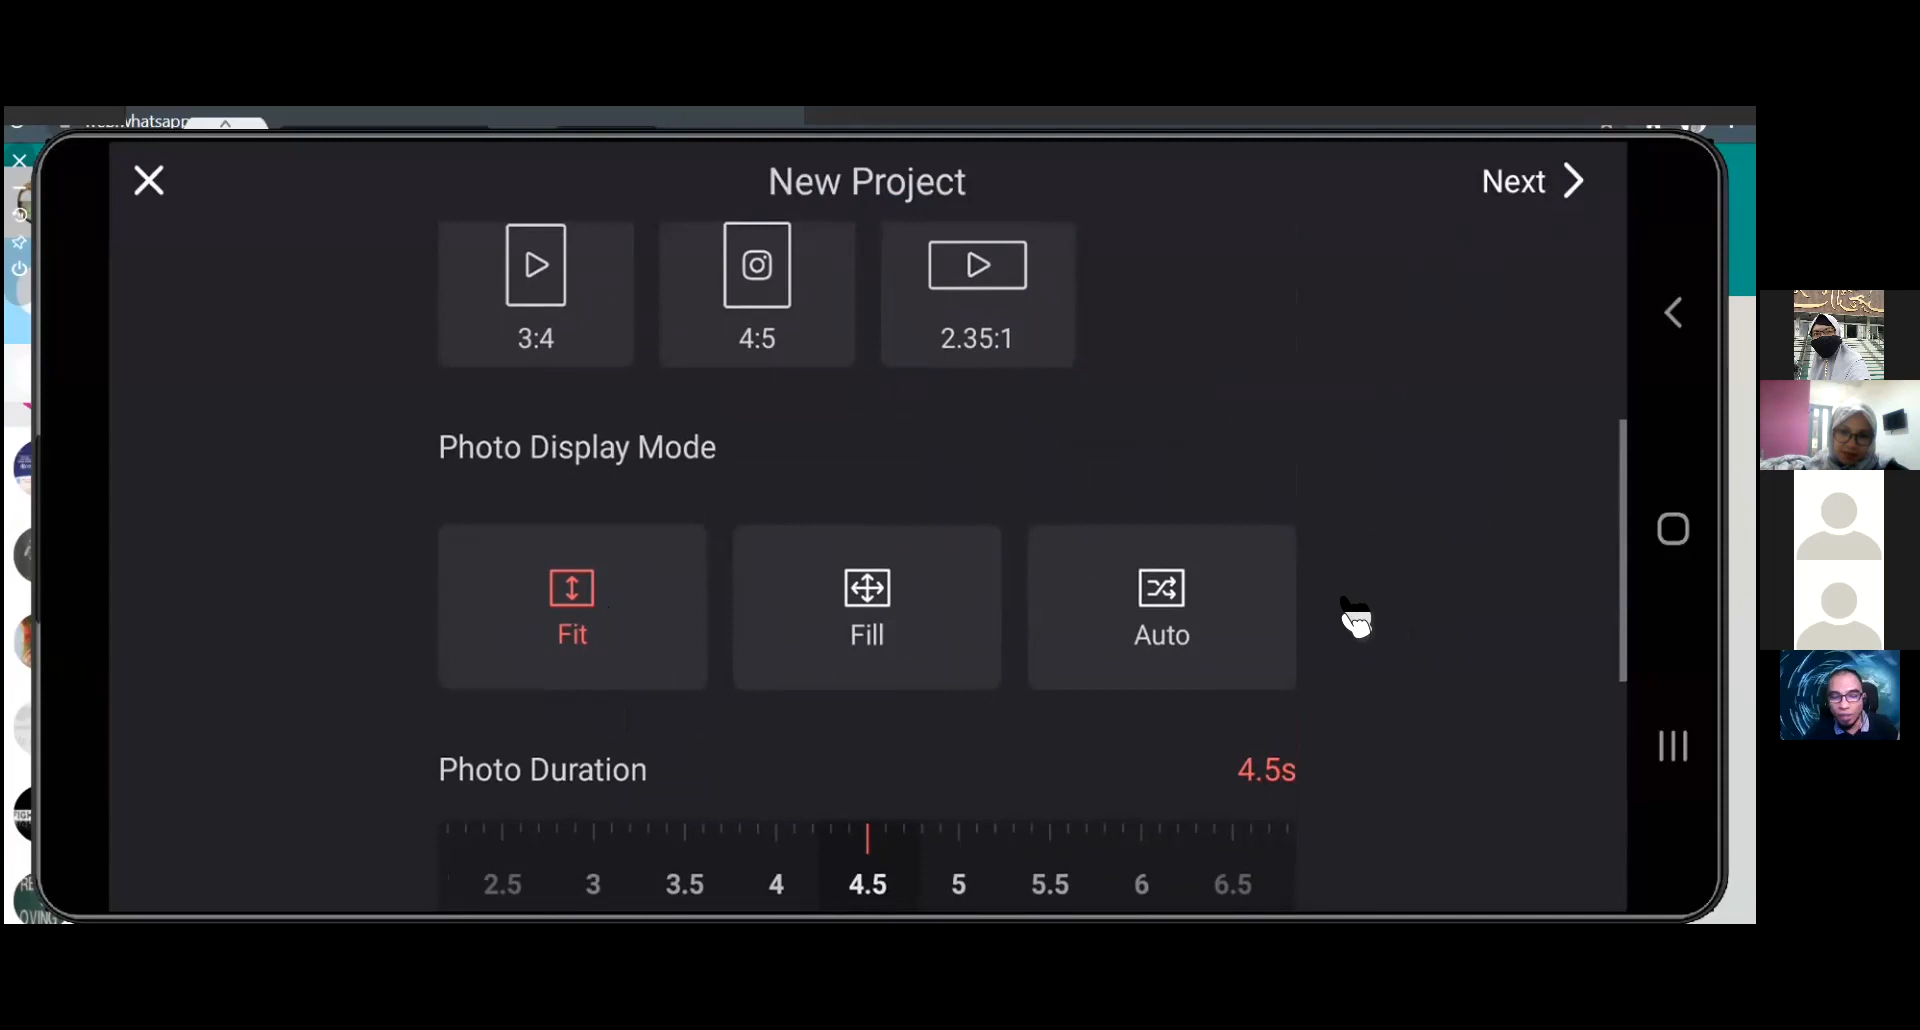 whatsapp
New Project
Next
3:4
4:5
2.35:1
Photo Display Mode
Fit
Fill
Auto
Photo Duration
4.5s
2.5 3 3.5 4 4.5 5 5.5 6 6.5
OVING